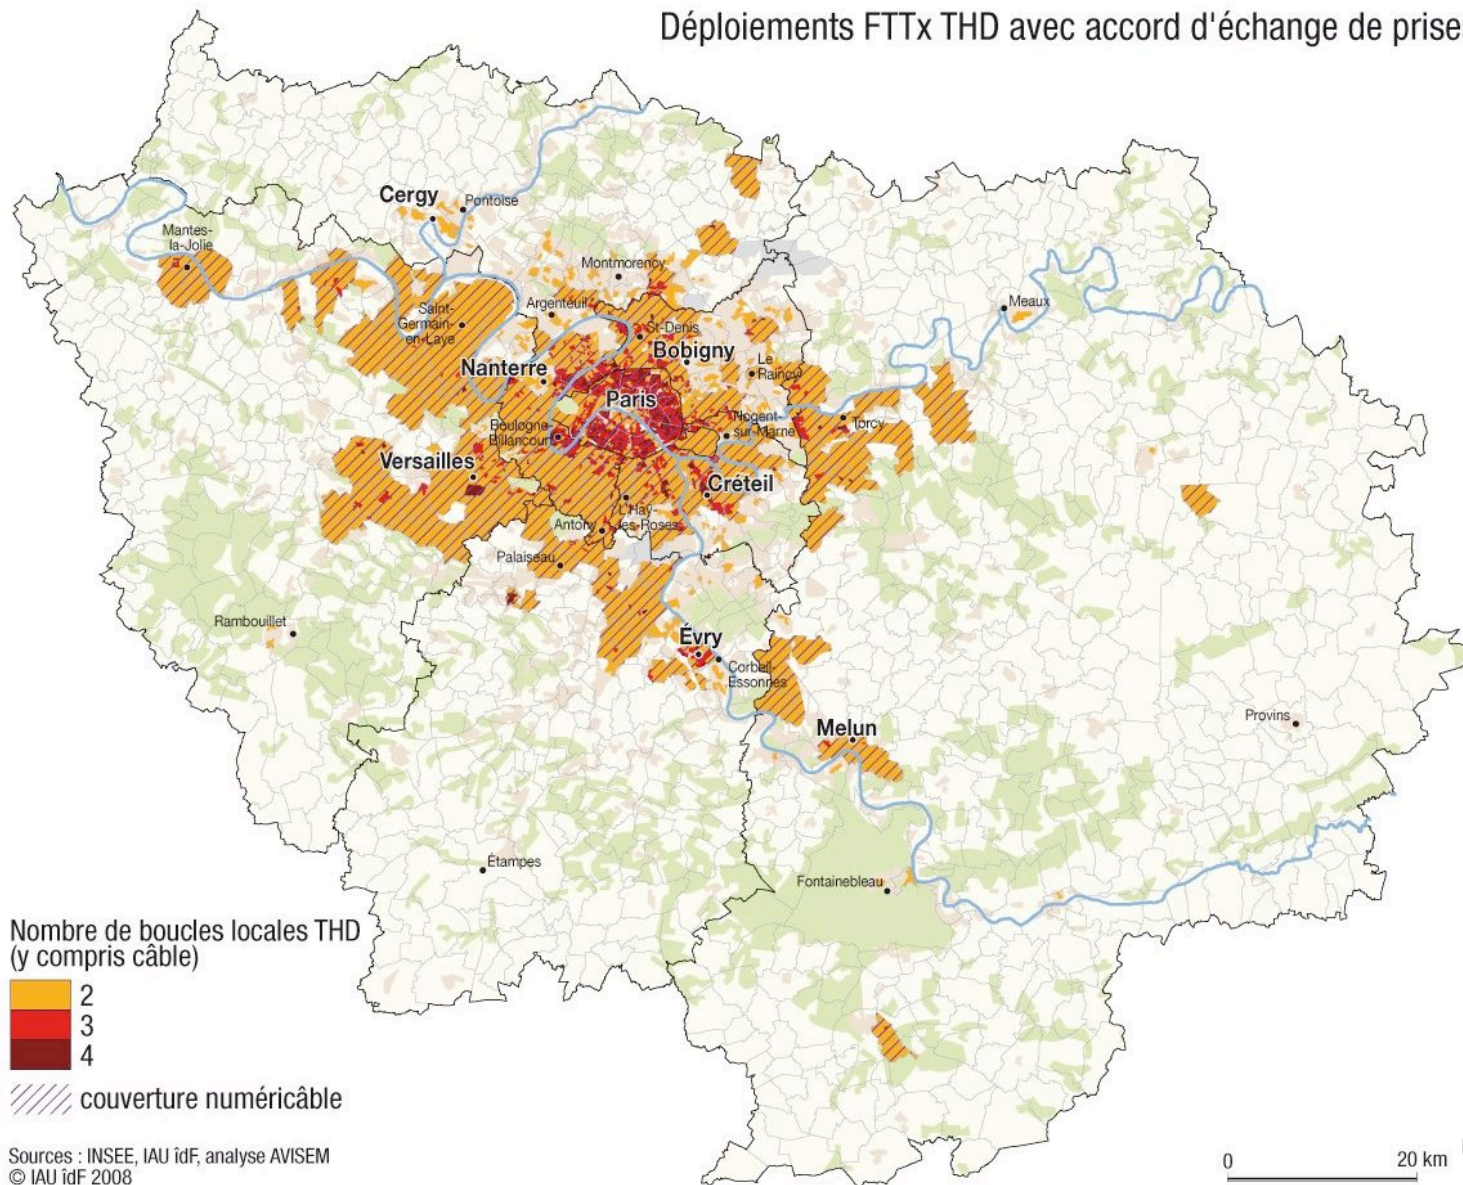 Déploiements FTTx THD avec accord d'échange de prise
Cergy
Pontoise
Mantes-
la-Jolie
Montmorency
Meaux
Saint-
Germain-
en-Laye
Argenteuil
St-Denis
Bobigny
Le
Raincy
Nanterre
Paris
Boulogne-
Billancourt
Nogent-
sur-Marne
Torcy
Versailles
Créteil
Antony
L'Haÿ-
les-Roses
Palaiseau
Rambouillet
Évry
Corbeil-
Essonnes
Melun
Provins
Étampes
Fontainebleau
Nombre de boucles locales THD
(y compris câble)
2
3
4
couverture numéricâble
Sources : INSEE, IAU îdF, analyse AVISEM
© IAU îdF 2008
0
20 km